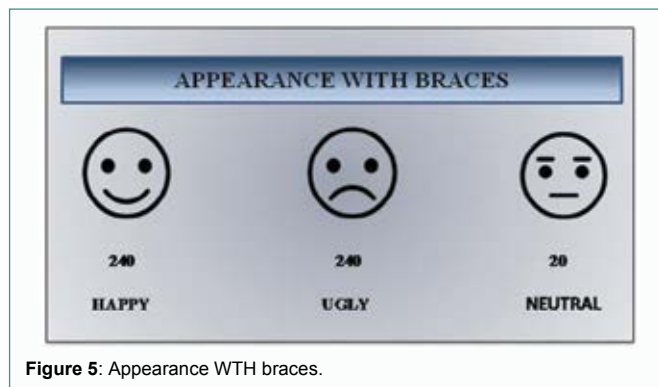 APPEARANCE WITH BRACES
240 240 20
HAPPY UGLY NEUTRAL
Figure 5: Appearance WTH braces.